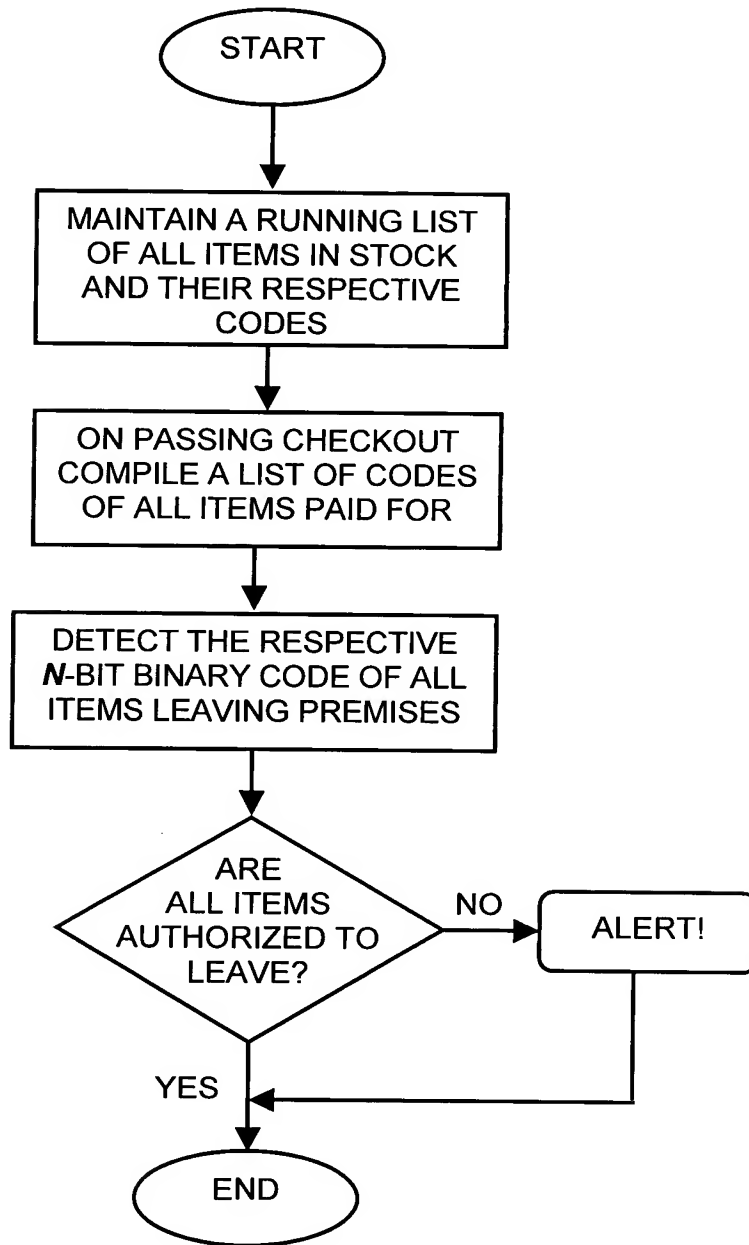 START
MAINTAIN A RUNNING LIST
OF ALL ITEMS IN STOCK
AND THEIR RESPECTIVE
CODES
ON PASSING CHECKOUT
COMPILE A LIST OF CODES
OF ALL ITEMS PAID FOR
DETECT THE RESPECTIVE
N-BIT BINARY CODE OF ALL
ITEMS LEAVING PREMISES
ARE
ALL ITEMS
AUTHORIZED TO
LEAVE?
NO
ALERT!
YES
END